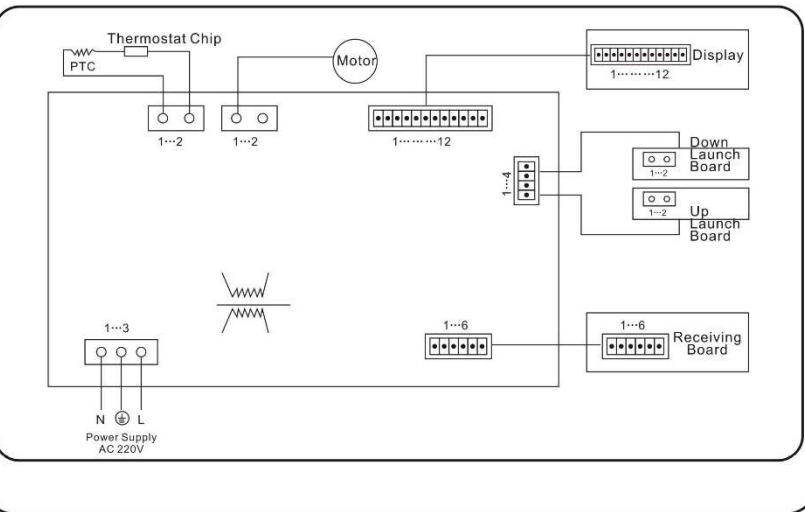 Thermostat Chip
PTC
Motor
Display
1………12
1…2
1…2
1………12
1…4
Down
Launch
Board
1…2
1…2
Up
Launch
Board
1…3
1…6
1…6
Receiving
Board
N L
Power Supply
AC 220V